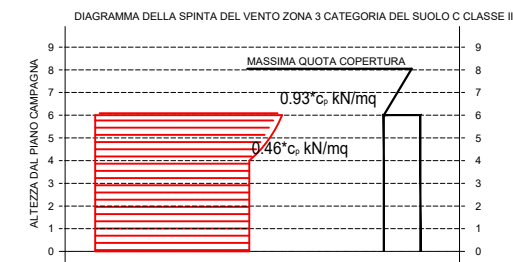 DIAGRAMMA DELLA SPINTA DEL VENTO ZONA 3 CATEGORIA DEL SUOLO C CLASSE II
ALTEZZA DAL PIANO CAMPAGNA
9 9
MASSIMA QUOTA COPERTURA
8 8
0.93*cₚ kN/mq
7 7
6 6
5 5
0.46*cₚ kN/mq
4 4
3 3
2 2
1 1
0 0